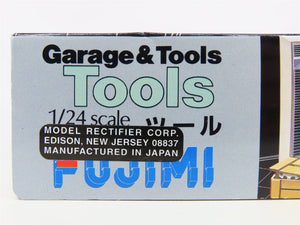 Garage & Tools
Tools
1/24 scale ツール
MODEL RECTIFIER CORP.
EDISON, NEW JERSEY 08837
MANUFACTURED IN JAPAN
FUJIMI